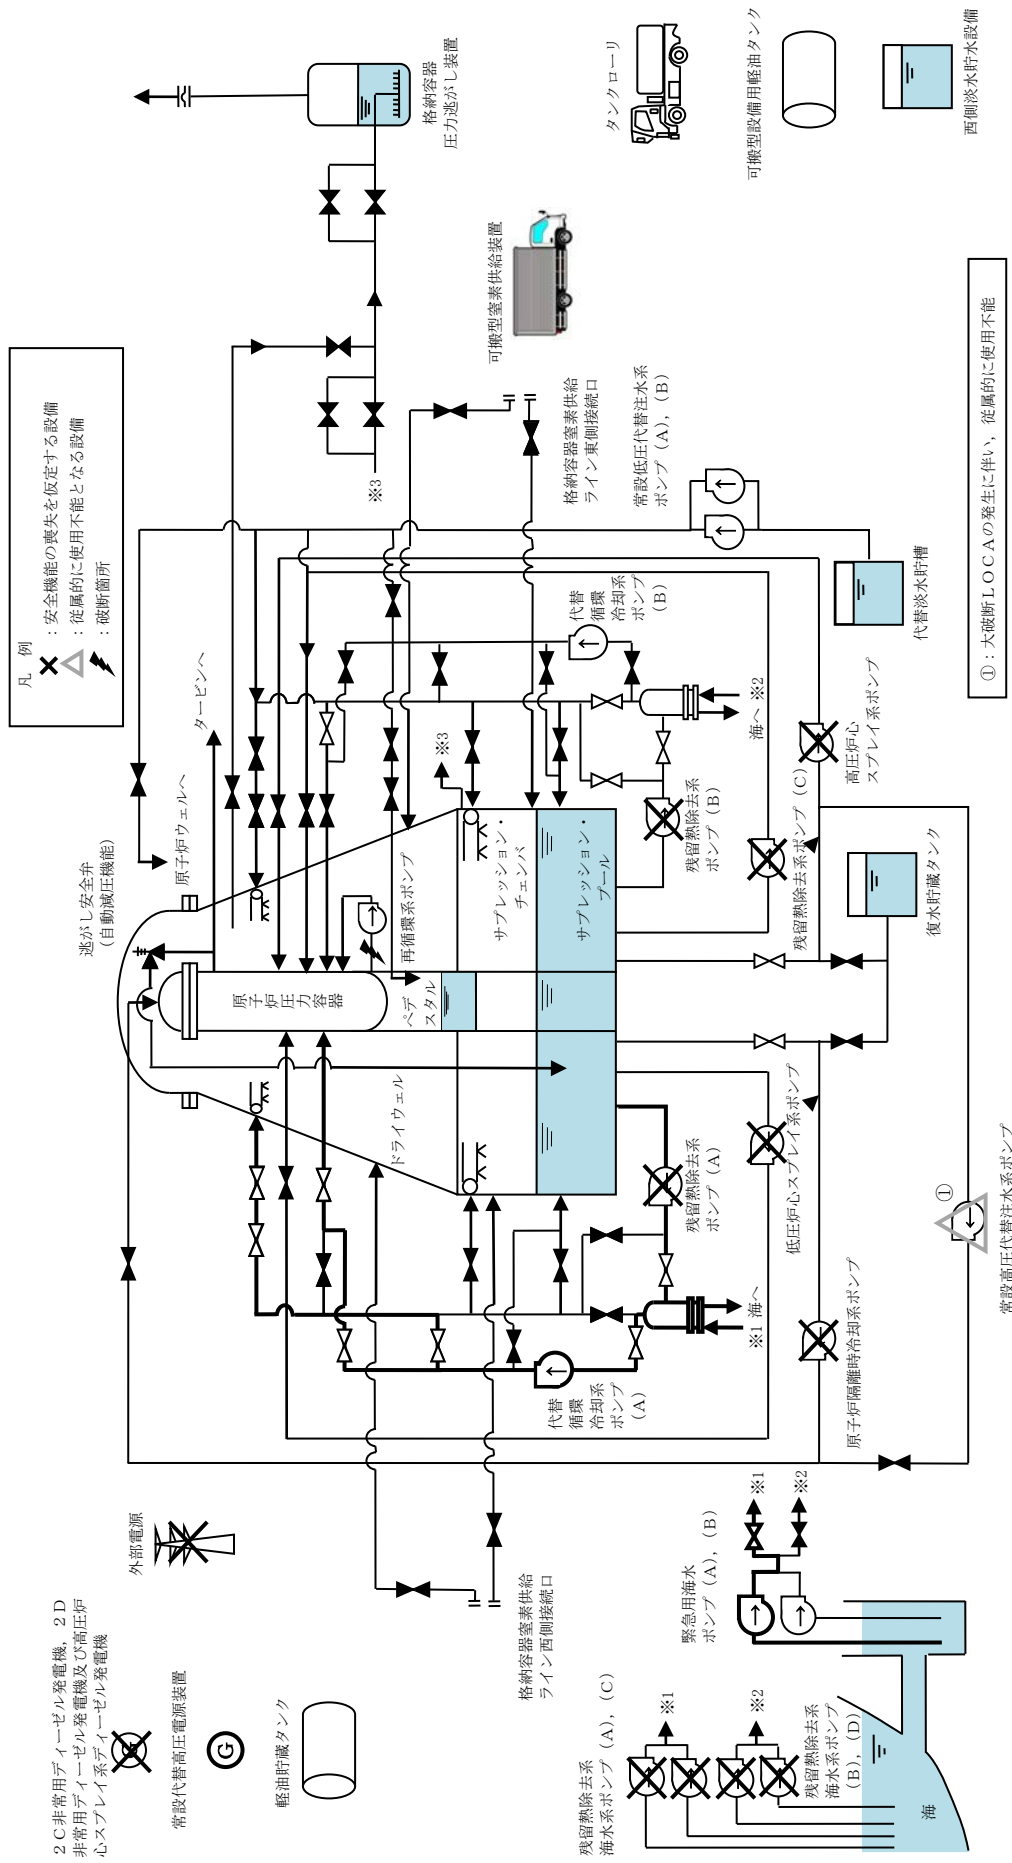 凡 例
：安全機能の喪失を仮定する設備
：従属的に使用不能となる設備
：破断箇所
２Ｃ非常用ディーゼル発電機，２Ｄ
非常用ディーゼル発電機及び高圧炉
心スプレイ系ディーゼル発電機
G
外部電源
常設代替高圧電源装置
G
軽油貯蔵タンク
逃がし安全弁
（自動減圧機能）
原子炉ウェルへ
タービンへ
格納容器
圧力逃がし装置
※3
可搬型窒素供給装置
タンクローリ
可搬型設備用軽油タンク
西側淡水貯水設備
原子炉圧力容器
再循環系ポンプ
ペデ
スタル
ドライウェル
サプレッション・
チェンバ
サプレッション・
プール
※3
格納容器窒素供給
ライン東側接続口
格納容器窒素供給
ライン西側接続口
常設低圧代替注水系
ポンプ（A），（B）
代替
循環
冷却系
ポンプ
（B）
代替
循環
冷却系
ポンプ
（A）
海へ ※2
※1 海へ
残留熱除去系
ポンプ（B）
残留熱除去系
ポンプ（A）
残留熱除去系ポンプ（C）
高圧炉心
スプレイ系ポンプ
低圧炉心スプレイ系ポンプ
原子炉隔離時冷却系ポンプ
代替淡水貯槽
復水貯蔵タンク
①
常設高圧代替注水系ポンプ
緊急用海水
ポンプ（A），（B）
※1
※2
残留熱除去系
海水系ポンプ（A），（C）
※1
※2
残留熱除去系
海水系ポンプ
（B），（D）
海
①：大破断ＬＯＣＡの発生に伴い，従属的に使用不能